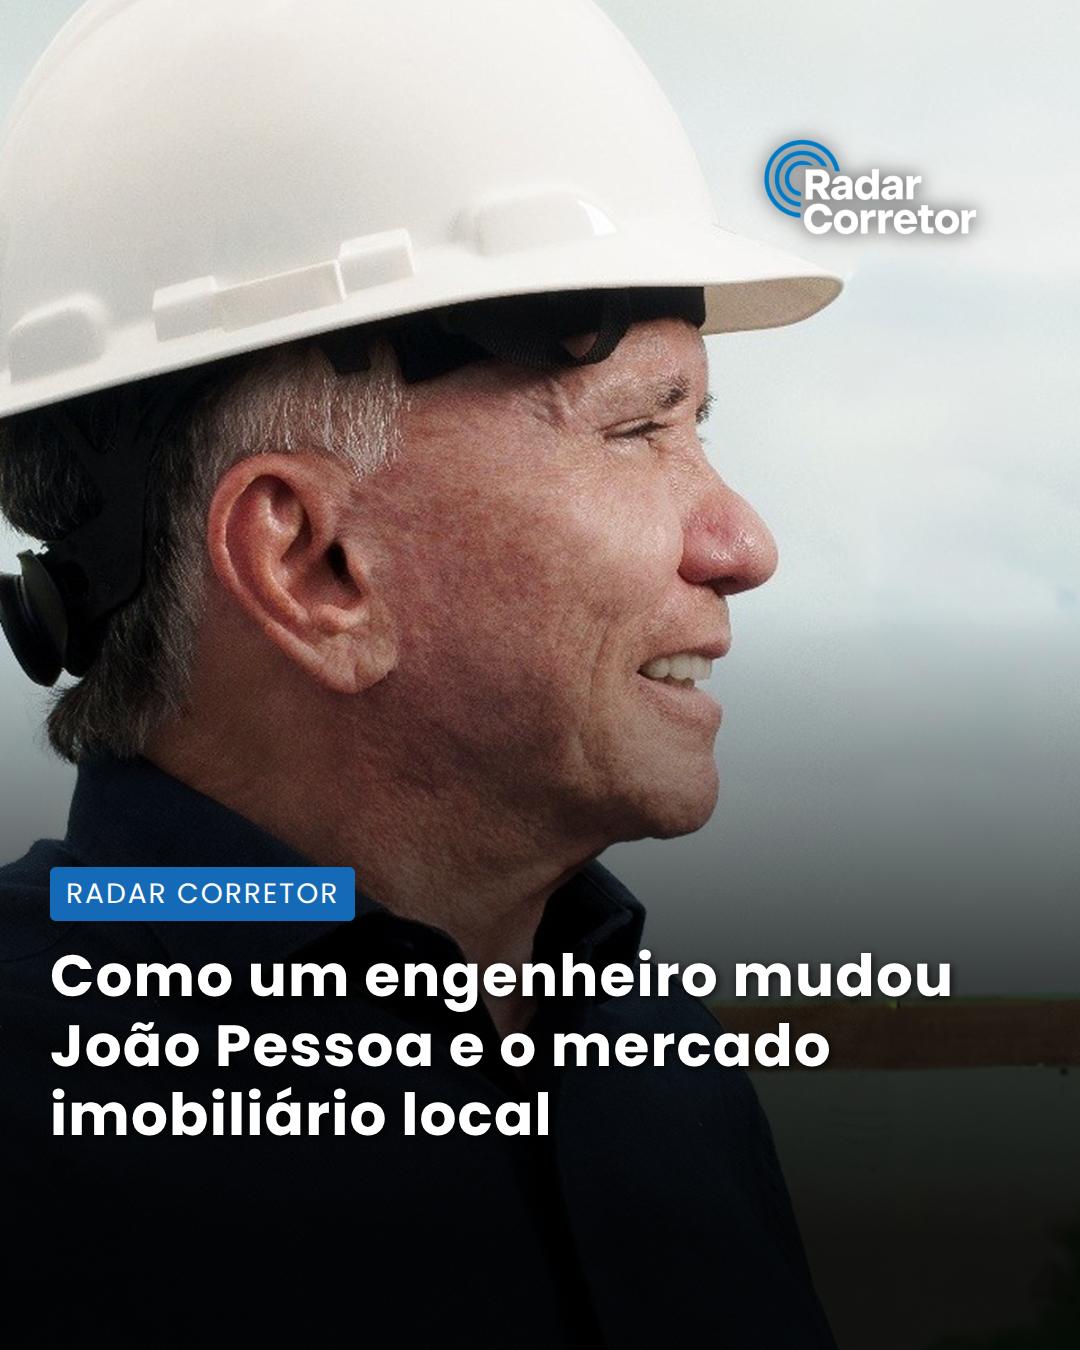 Radar
Corretor
RADAR CORRETOR
Como um engenheiro mudou
João Pessoa e o mercado
imobiliário local